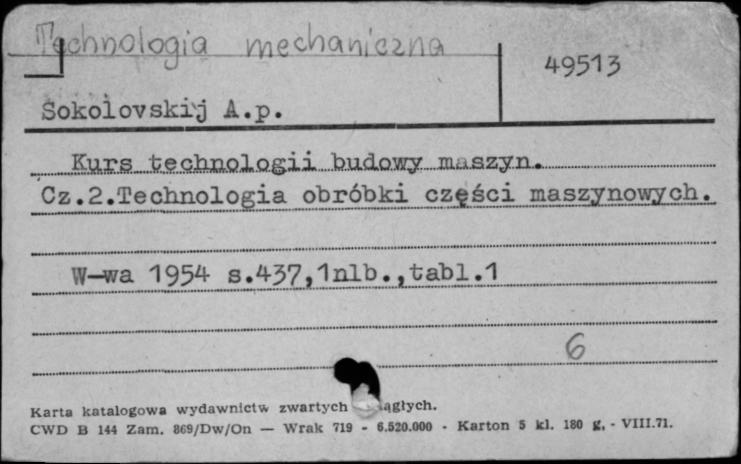 Technologia mechaniczna
49513
Sokolovskij A.p.
Kurs technologii budowy maszyn.
Cz.2.Technologia obróbki części maszynowych.
W-wa 1954 s.437,1nlb.,tabl.1
6
Karta katalogowa wydawnictw zwartych ągłych.
CWD B 144 Zam. 869/Dw/On — Wrak 719 - 6.520.000 - Karton 5 kl. 180 g. - VIII.71.